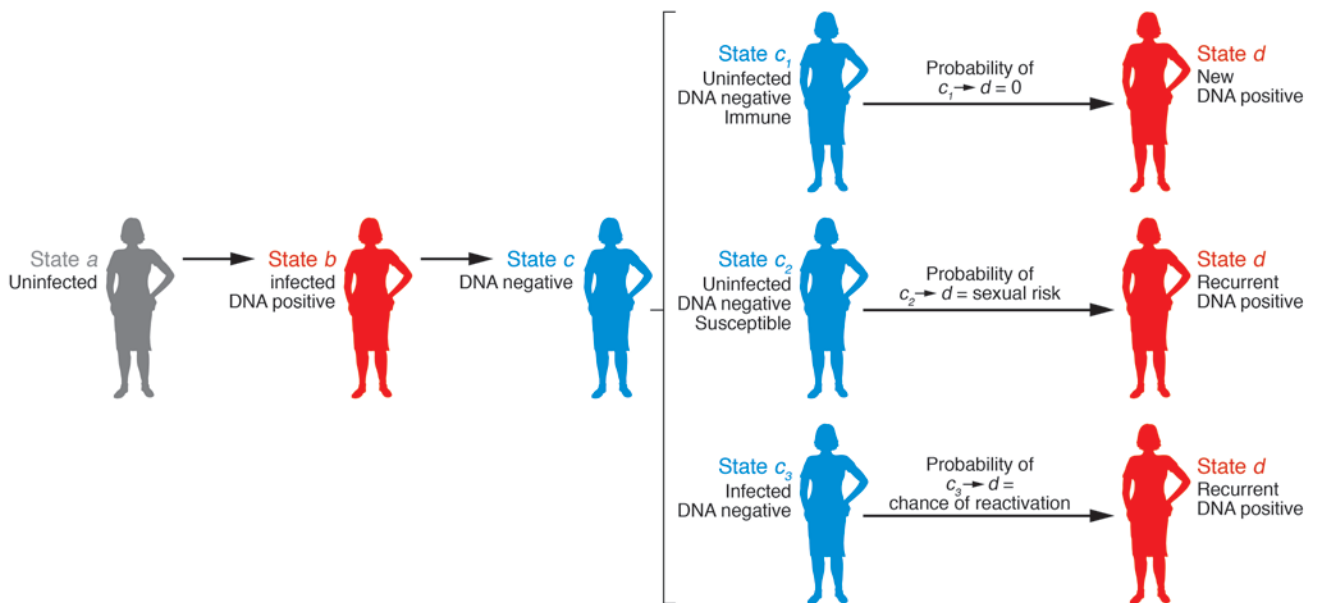 State a
Uninfected
State b
infected
DNA positive
State c
DNA negative
State c₁
Uninfected
DNA negative
Immune
Probability of
c₁→ d = 0
State d
New
DNA positive
State c₂
Uninfected
DNA negative
Susceptible
Probability of
c₂→ d = sexual risk
State d
Recurrent
DNA positive
State c₃
Infected
DNA negative
Probability of
c₃→ d =
chance of reactivation
State d
Recurrent
DNA positive